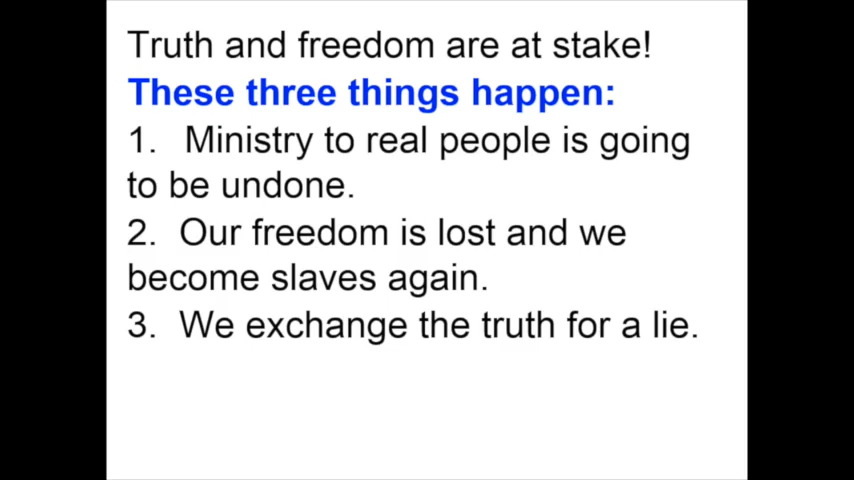 Truth and freedom are at stake!
These three things happen:
1. Ministry to real people is going
to be undone.
2. Our freedom is lost and we
become slaves again.
3. We exchange the truth for a lie.